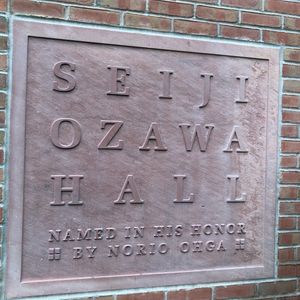 SEIJI
OZAWA
HALL
NAMED IN HIS HONOR
BY NORIO OHGA